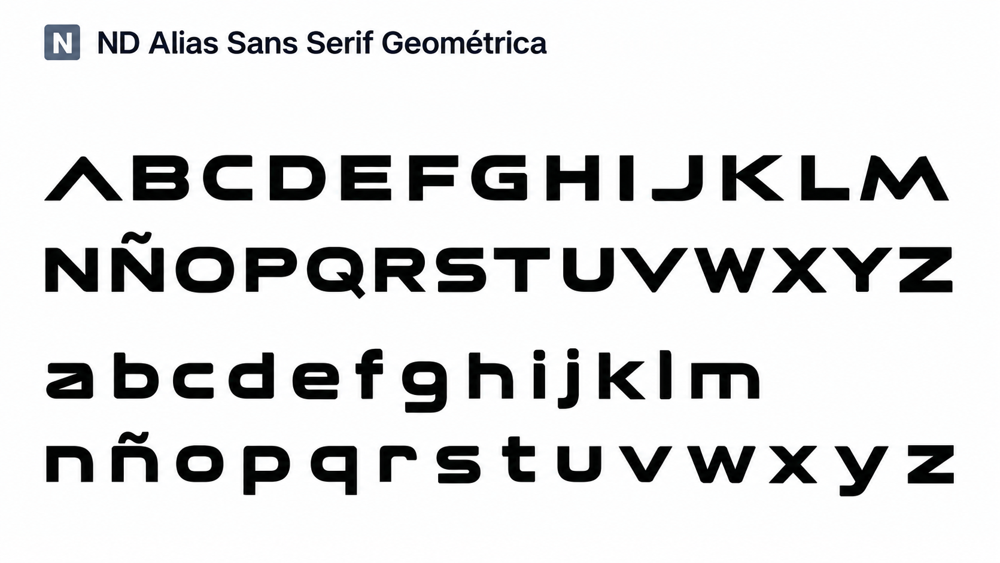 N ND Alias Sans Serif Geométrica
ABCDEFGHIJKLM
NÑOPQRSTUVWXYZ
abcdefghijklm
nñopqrstuvwxyz